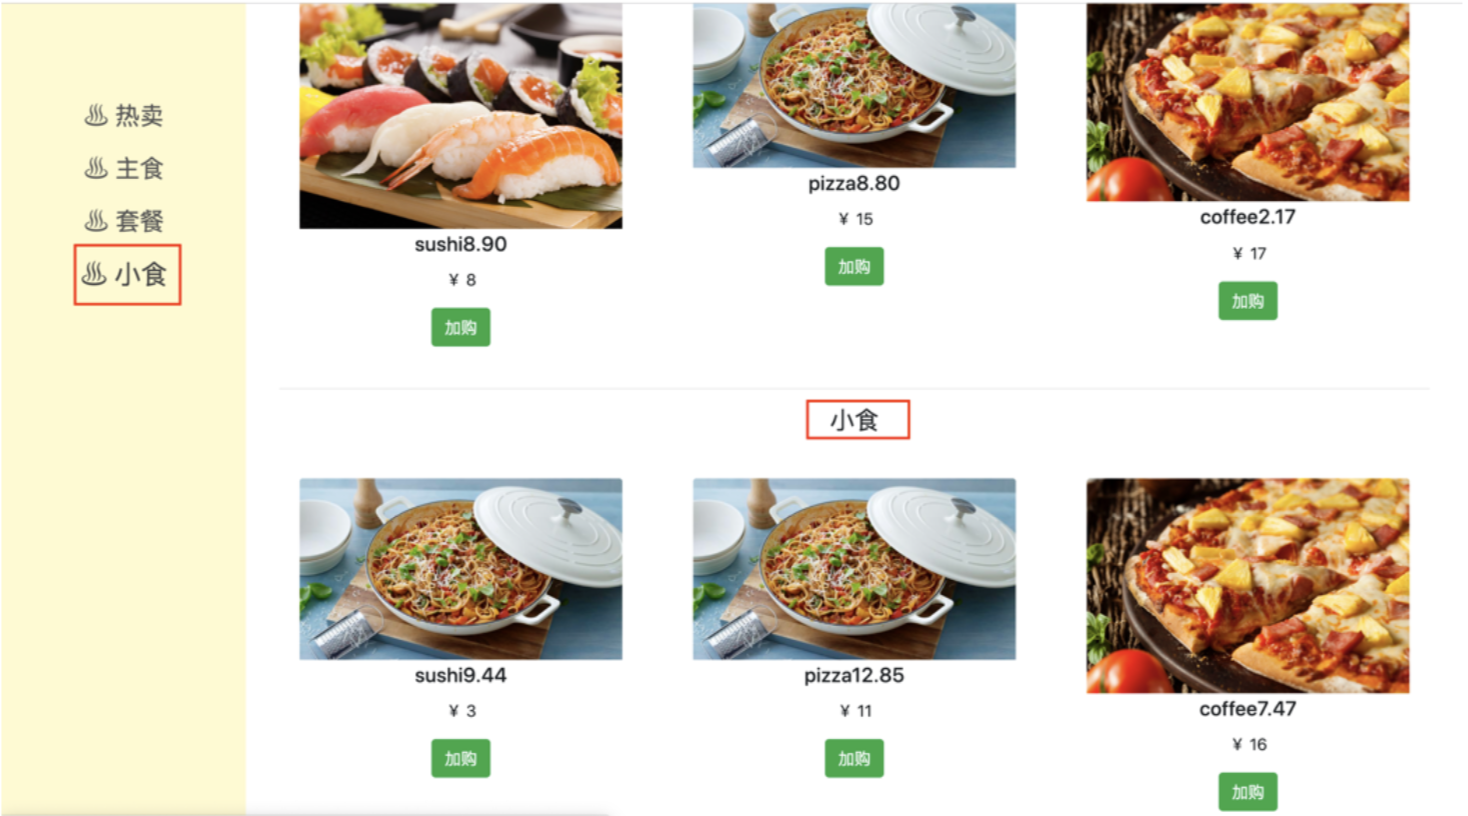 热卖
主食
套餐
小食
sushi8.90
¥ 8
加购
pizza8.80
¥ 15
加购
coffee2.17
¥ 17
加购
小食
sushi9.44
¥ 3
加购
pizza12.85
¥ 11
加购
coffee7.47
¥ 16
加购